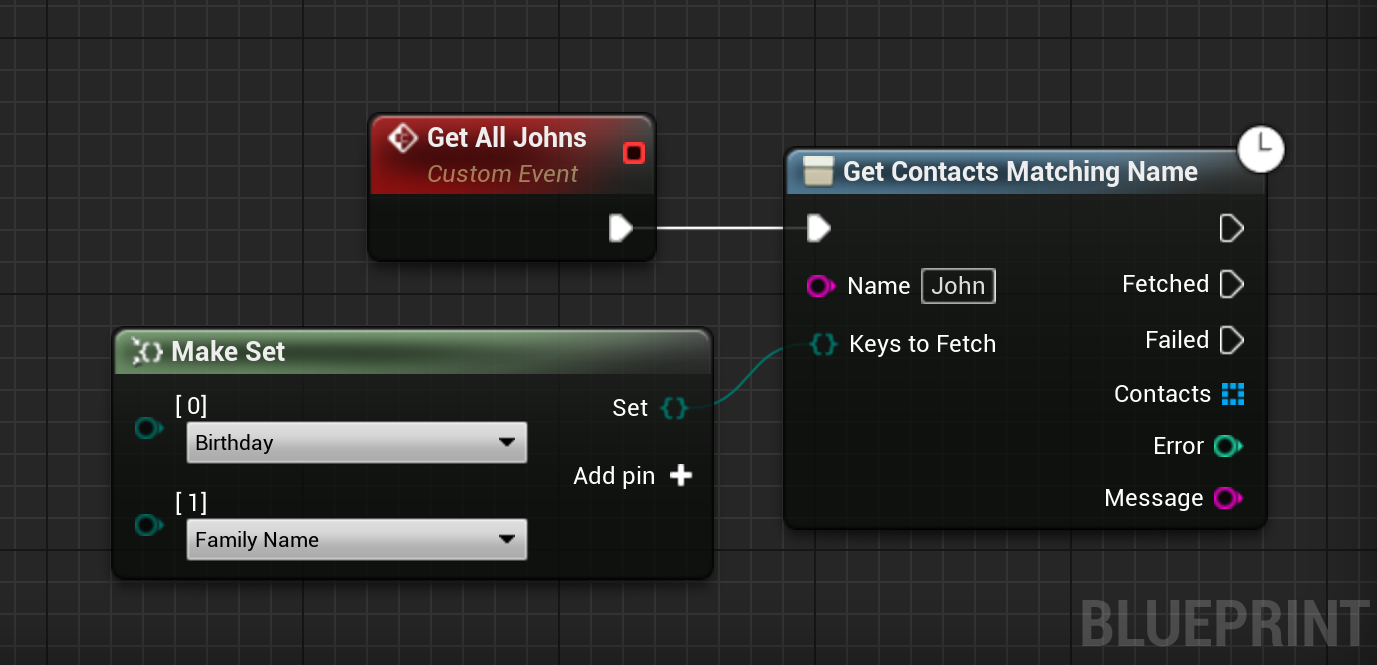 Get All Johns
Custom Event
Get Contacts Matching Name
Name John
Fetched
Keys to Fetch
Failed
Contacts
Error
Message
Make Set
[ 0]
Birthday
Set
Add pin
[ 1]
Family Name
BLUEPRINT